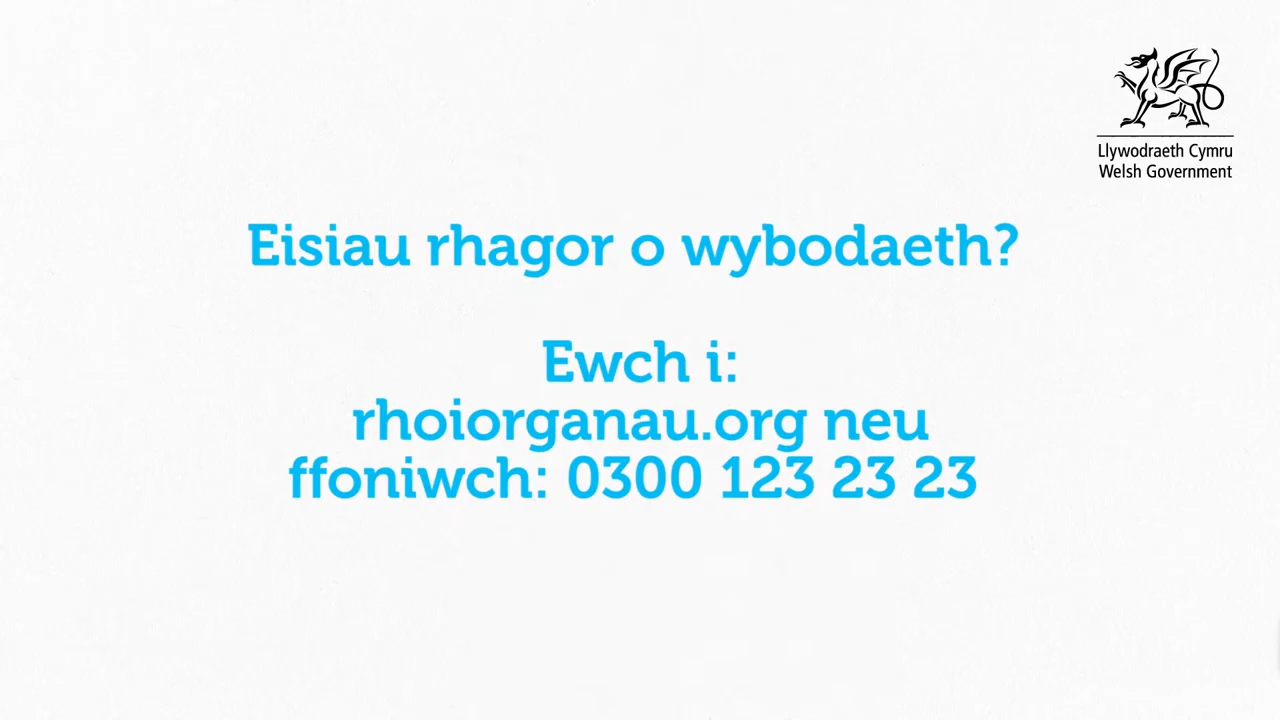 Llywodraeth Cymru
Welsh Government
Eisiau rhagor o wybodaeth?
Ewch i:
rhoiorganau.org neu
ffoniwch: 0300 123 23 23